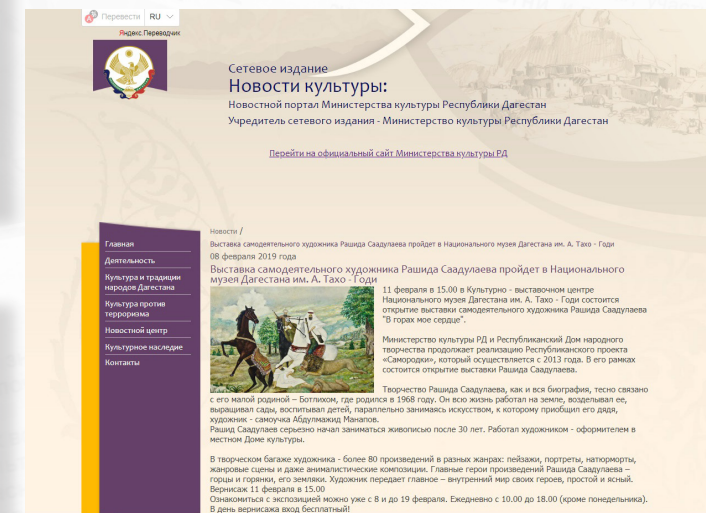 Перевести RU
Яндекс.Переводчик
Сетевое издание
Новости культуры:
Новостной портал Министерства культуры Республики Дагестан
Учредитель сетевого издания - Министерство культуры Республики Дагестан
Перейти на официальный сайт Министерства культуры РД
Главная
Деятельность
Культура и традиции
народов Дагестана
Культура против
терроризма
Новостной центр
Культурное наследие
Контакты
Новости /
Выставка самодеятельного художника Рашида Саадулаева пройдет в Национального музея Дагестана им. А. Тахо - Годи
08 февраля 2019 года
Выставка самодеятельного художника Рашида Саадулаева пройдет в Национального
музея Дагестана им. А. Тахо - Годи
11 февраля в 15.00 в Культурно - выставочном центре
Национального музея Дагестана им. А. Тахо - Годи состоится
открытие выставки самодеятельного художника Рашида Саадулаева
"В горах мое сердце".
Министерство культуры РД и Республиканский Дом народного
творчества продолжает реализацию Республиканского проекта
«Самородки», который осуществляется с 2013 года. В его рамках
состоится открытие выставки Рашида Саадулаева.
Творчество Рашида Саадулаева, как и вся биография, тесно связано
с его малой родиной – Ботлихом, где родился в 1968 году. Он всю жизнь работал на земле, возделывал ее,
выращивал сады, воспитывал детей, параллельно занимаясь искусством, к которому приобщил его дядя,
художник - самоучка Абдулмажид Манапов.
Рашид Саадулаев серьезно начал заниматься живописью после 30 лет. Работал художником - оформителем в
местном Доме культуры.
В творческом багаже художника - более 80 произведений в разных жанрах: пейзажи, портреты, натюрморты,
жанровые сцены и даже анималистические композиции. Главные герои произведений Рашида Саадулаева –
горцы и горянки, его земляки. Художник передает главное – внутренний мир своих героев, простой и ясный.
Вернисаж 11 февраля в 15.00
Ознакомиться с экспозицией можно уже с 8 и до 19 февраля. Ежедневно с 10.00 до 18.00 (кроме понедельника).
В день вернисажа вход бесплатный!